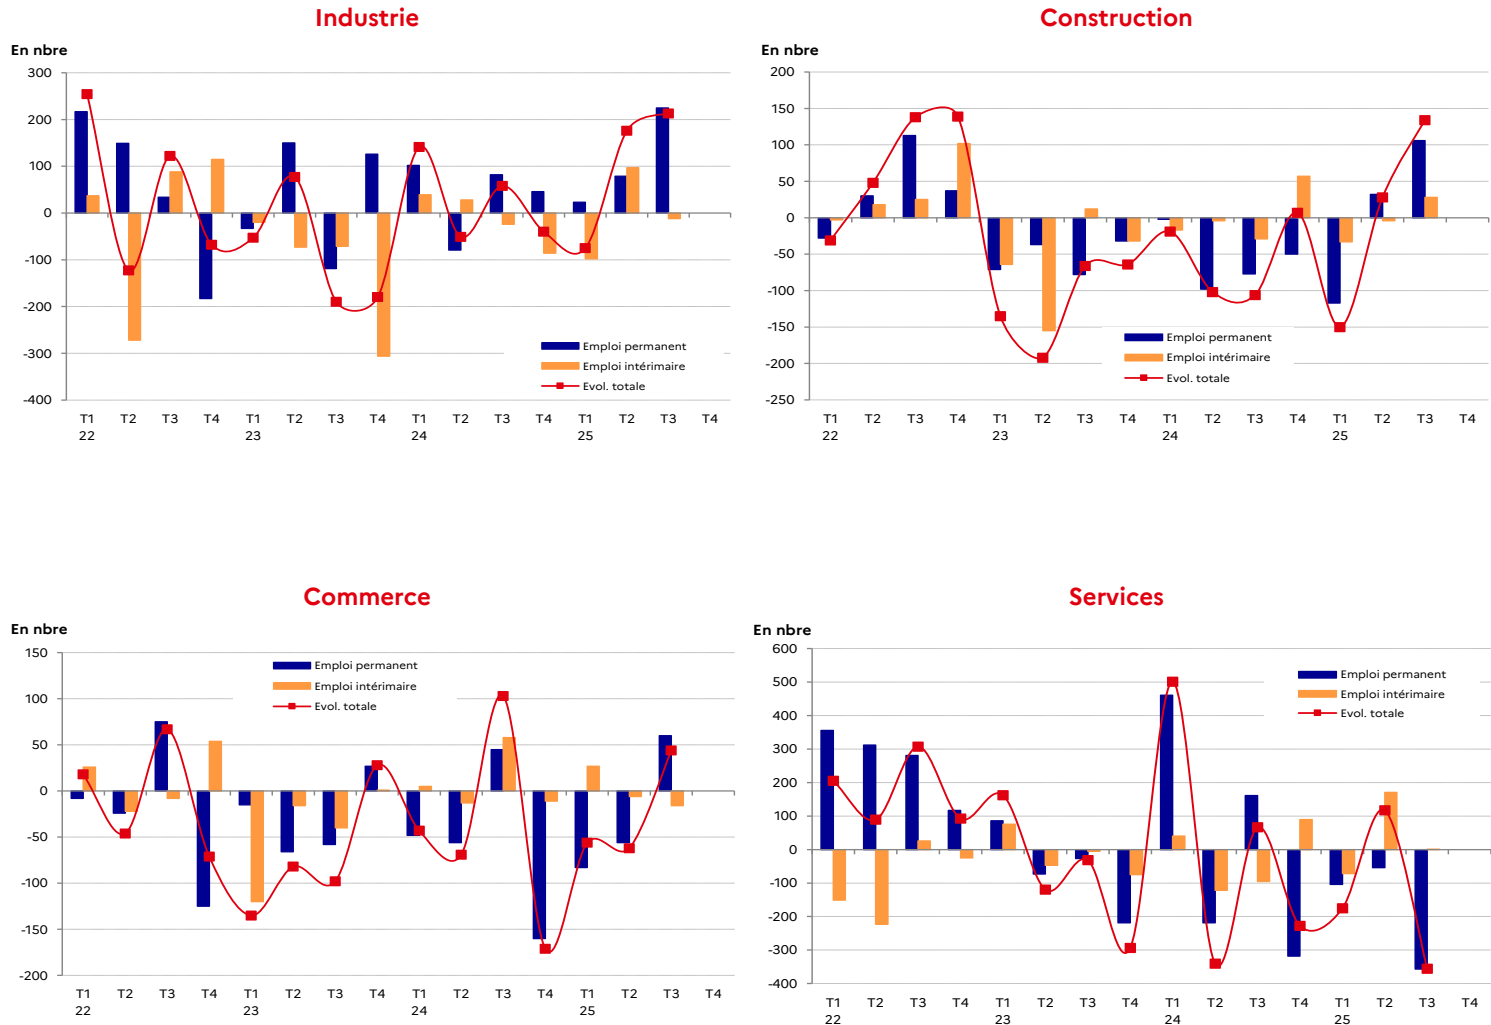 Industrie
En nbre
300
200
100
0
-100
-200
-300
-400
Emploi permanent
Emploi intérimaire
Evol. totale
T1 T2 T3 T4 T1 T2 T3 T4 T1 T2 T3 T4 T1 T2 T3 T4
22 23 24 25
Construction
En nbre
200
150
100
50
0
-50
-100
-150
-200
-250
Emploi permanent
Emploi intérimaire
Evol. totale
T1 T2 T3 T4 T1 T2 T3 T4 T1 T2 T3 T4 T1 T2 T3 T4
22 23 24 25
Commerce
En nbre
150
100
50
0
-50
-100
-150
-200
Emploi permanent
Emploi intérimaire
Evol. totale
T1 T2 T3 T4 T1 T2 T3 T4 T1 T2 T3 T4 T1 T2 T3 T4
22 23 24 25
Services
En nbre
600
500
400
300
200
100
0
-100
-200
-300
-400
Emploi permanent
Emploi intérimaire
Evol. totale
T1 T2 T3 T4 T1 T2 T3 T4 T1 T2 T3 T4 T1 T2 T3 T4
22 23 24 25